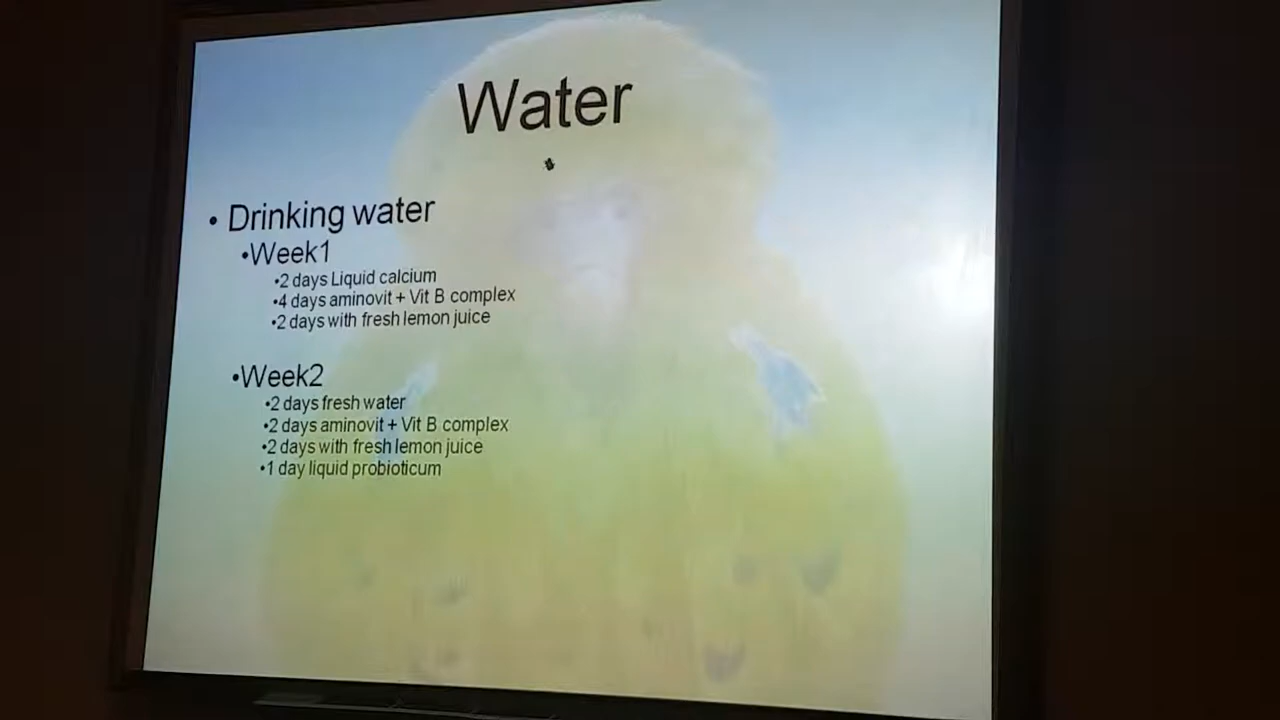 Water
• Drinking water
•Week1
•2 days Liquid calcium
•4 days aminovit + Vit B complex
•2 days with fresh lemon juice
•Week2
•2 days fresh water
•2 days aminovit + Vit B complex
•2 days with fresh lemon juice
•1 day liquid probioticum